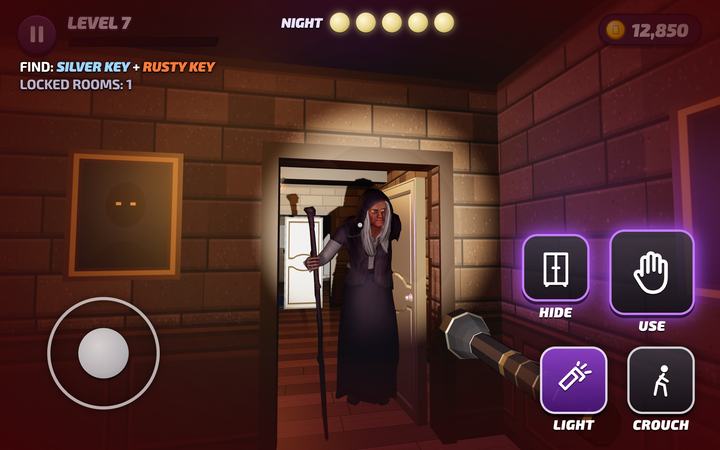 LEVEL 7
NIGHT
12,850
FIND: SILVER KEY + RUSTY KEY
LOCKED ROOMS: 1
HIDE
USE
LIGHT
CROUCH